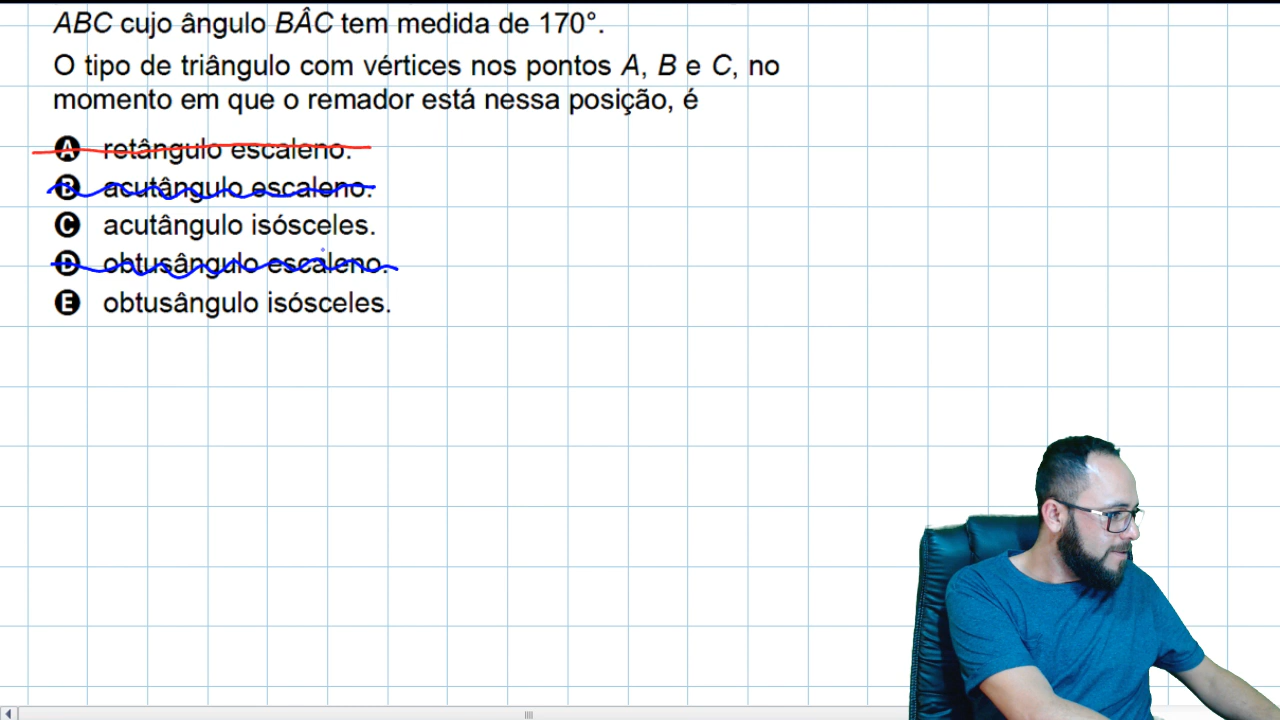 ABC cujo ângulo BÂC tem medida de 170°.
O tipo de triângulo com vértices nos pontos A, B e C, no
momento em que o remador está nessa posição, é
A retângulo escaleno.
B acutângulo escaleno.
C acutângulo isósceles.
D obtusângulo escaleno.
E obtusângulo isósceles.